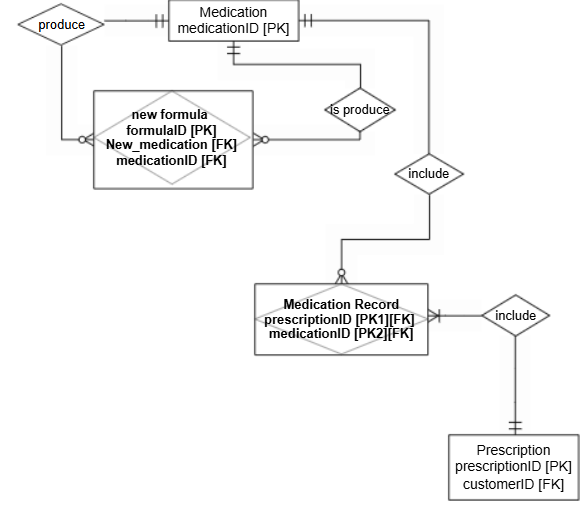 Medication
medicationID [PK]
produce
new formula
formulaID [PK]
New_medication [FK]
medicationID [FK]
is produce
include
Medication Record
prescriptionID [PK1][FK]
medicationID [PK2][FK]
include
Prescription
prescriptionID [PK]
customerID [FK]